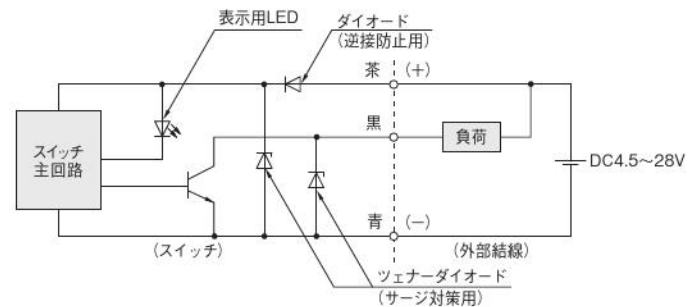 表示用LED
ダイオード
(逆接防止用)
茶 (+)
黒
スイッチ
主回路
負荷
DC4.5～28V
青 (−)
(スイッチ)
(外部結線)
ツェナーダイオード
(サージ対策用)